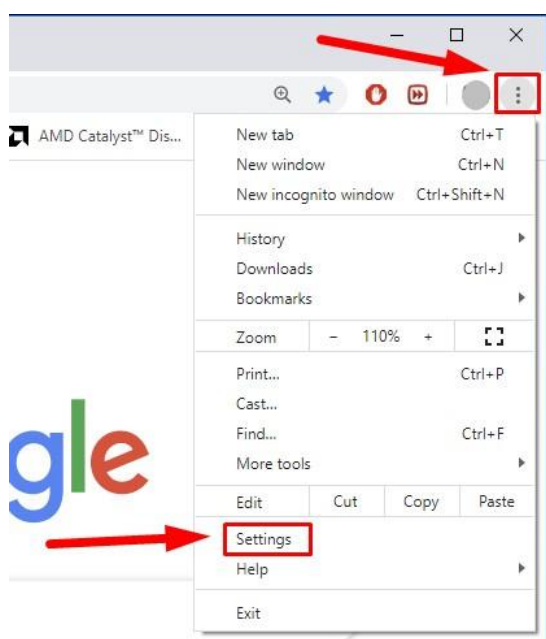 AMD Catalyst™ Dis...
New tab Ctrl+T
New window Ctrl+N
New incognito window Ctrl+Shift+N
History
Downloads Ctrl+J
Bookmarks
Zoom - 110% +
Print... Ctrl+P
Cast...
Find... Ctrl+F
More tools
gle
Edit Cut Copy Paste
Settings
Help
Exit